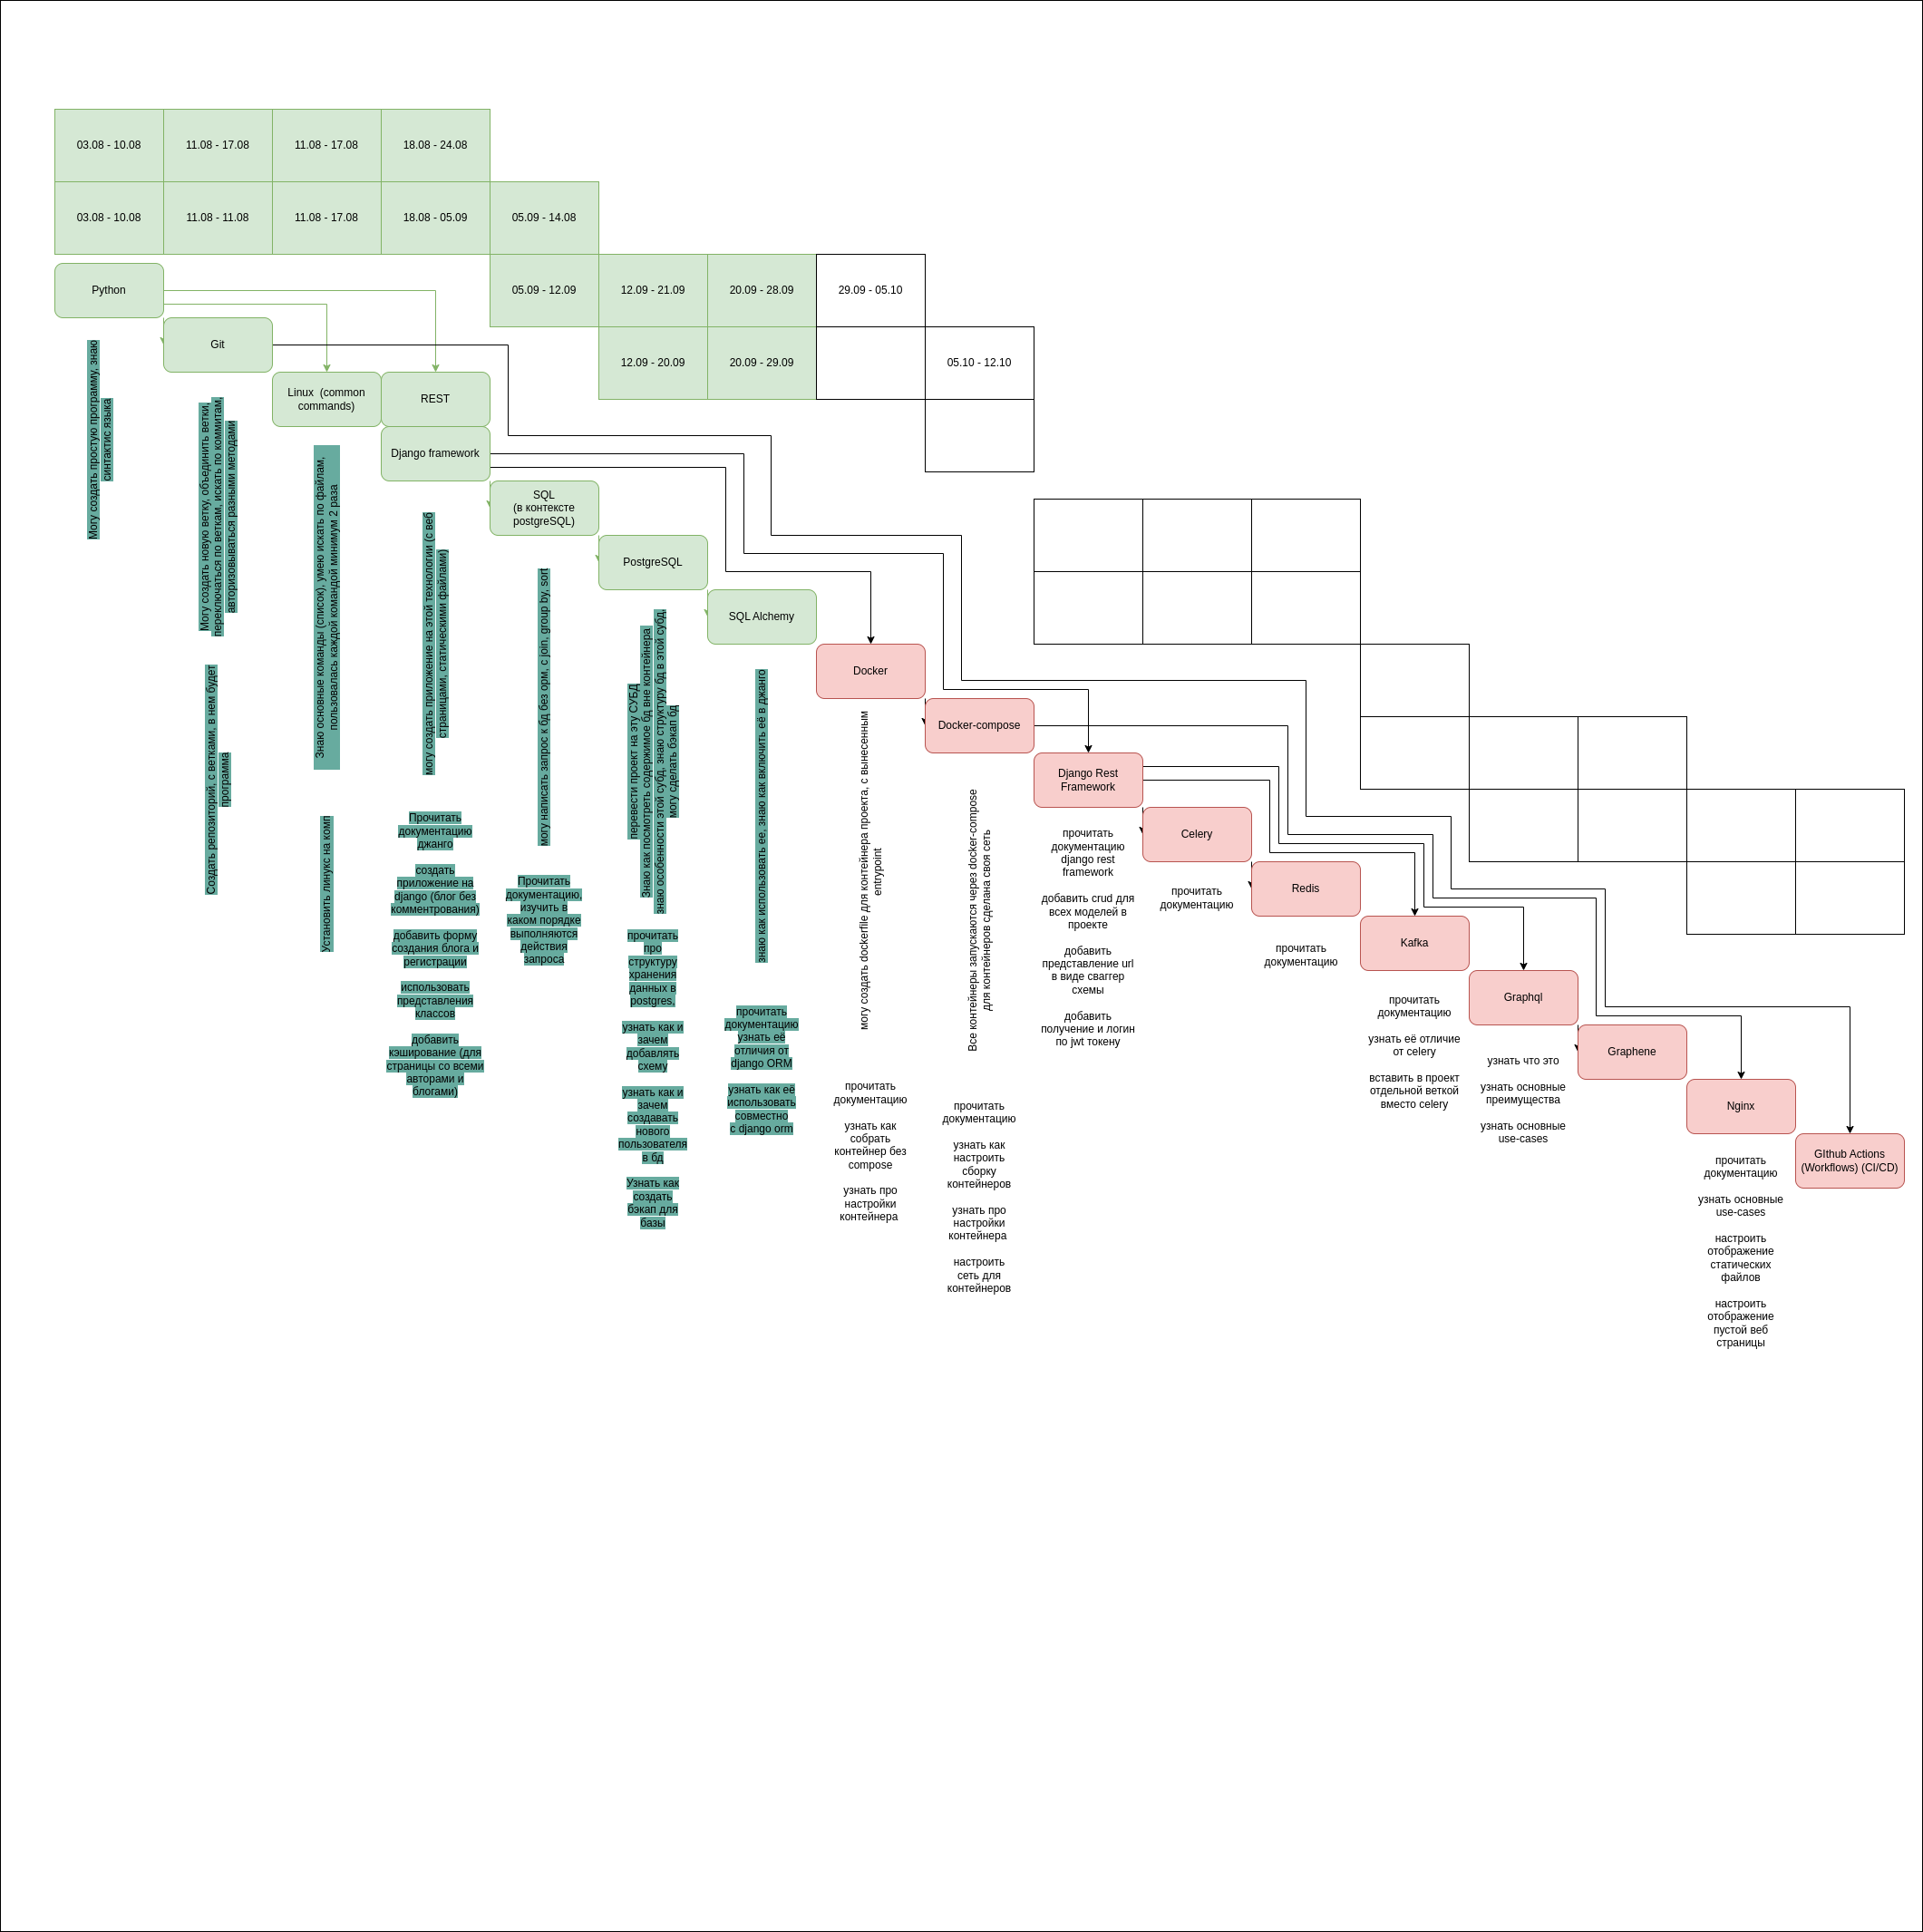 03.08 - 10.08
11.08 - 17.08
11.08 - 17.08
18.08 - 24.08
03.08 - 10.08
11.08 - 11.08
11.08 - 17.08
18.08 - 05.09
05.09 - 14.08
05.09 - 12.09
12.09 - 21.09
20.09 - 28.09
29.09 - 05.10
12.09 - 20.09
20.09 - 29.09
05.10 - 12.10
Python
Могу создать простую программу, знаю
синтактис языка
Git
Могу создать новую ветку, объединить ветки,
переключаться по веткам, искать по коммитам,
авторизовываться разными методами
Создать репозиторий, с ветками, в нем будет
программа
Linux (common
commands)
Знаю основные команды (список), умею искать по файлам,
пользовалась каждой командой минимум 2 раза
Установить линукс на комп
REST
Django framework
могу создать приложение на этой технологии (с веб
страницами, статическими файлами)
Прочитать
документацию
джанго
создать
приложение на
django (блог без
комментрования)
добавить форму
создания блога и
регистрации
использовать
представления
классов
добавить
кэширование (для
страницы со всеми
авторами и
блогами)
SQL
(в контексте
postgreSQL)
могу написать запрос к бд без орм, с join, group by, sort
Прочитать
документацию,
изучить в
каком порядке
выполняются
действия
запроса
PostgreSQL
перевести проект на эту СУБД
Знаю как посмотреть содержимое бд вне контейнера
знаю особенности этой субд, знаю структуру бд в этой субд,
могу сделать бэкап бд
прочитать
про
структуру
хранения
данных в
postgres,
узнать как и
зачем
добавлять
схему
узнать как и
зачем
создавать
нового
пользователя
в бд
Узнать как
создать
бэкап для
базы
SQL Alchemy
знаю как использовать ее, знаю как включить её в джанго
прочитать
документацию
узнать её
отличия от
django ORM
узнать как её
использовать
совместно
с django orm
Docker
могу создать dockerfile для контейнера проекта, с вынесенным
entrypoint
прочитать
документацию
узнать как
собрать
контейнер без
compose
узнать про
настройки
контейнера
Docker-compose
Все контейнеры запускаются через docker-compose
для контейнеров сделана своя сеть
прочитать
документацию
узнать как
настроить
сборку
контейнеров
узнать про
настройки
контейнера
настроить
сеть для
контейнеров
Django Rest
Framework
прочитать
документацию
django rest
framework
добавить crud для
всех моделей в
проекте
добавить
представление url
в виде сваггер
схемы
добавить
получение и логин
по jwt токену
Celery
прочитать
документацию
Redis
прочитать
документацию
Kafka
прочитать
документацию
узнать её отличие
от celery
вставить в проект
отдельной веткой
вместо celery
Graphql
узнать что это
узнать основные
преимущества
узнать основные
use-cases
Graphene
Nginx
прочитать
документацию
узнать основные
use-cases
настроить
отображение
статических
файлов
настроить
отображение
пустой веб
страницы
GIthub Actions
(Workflows) (CI/CD)